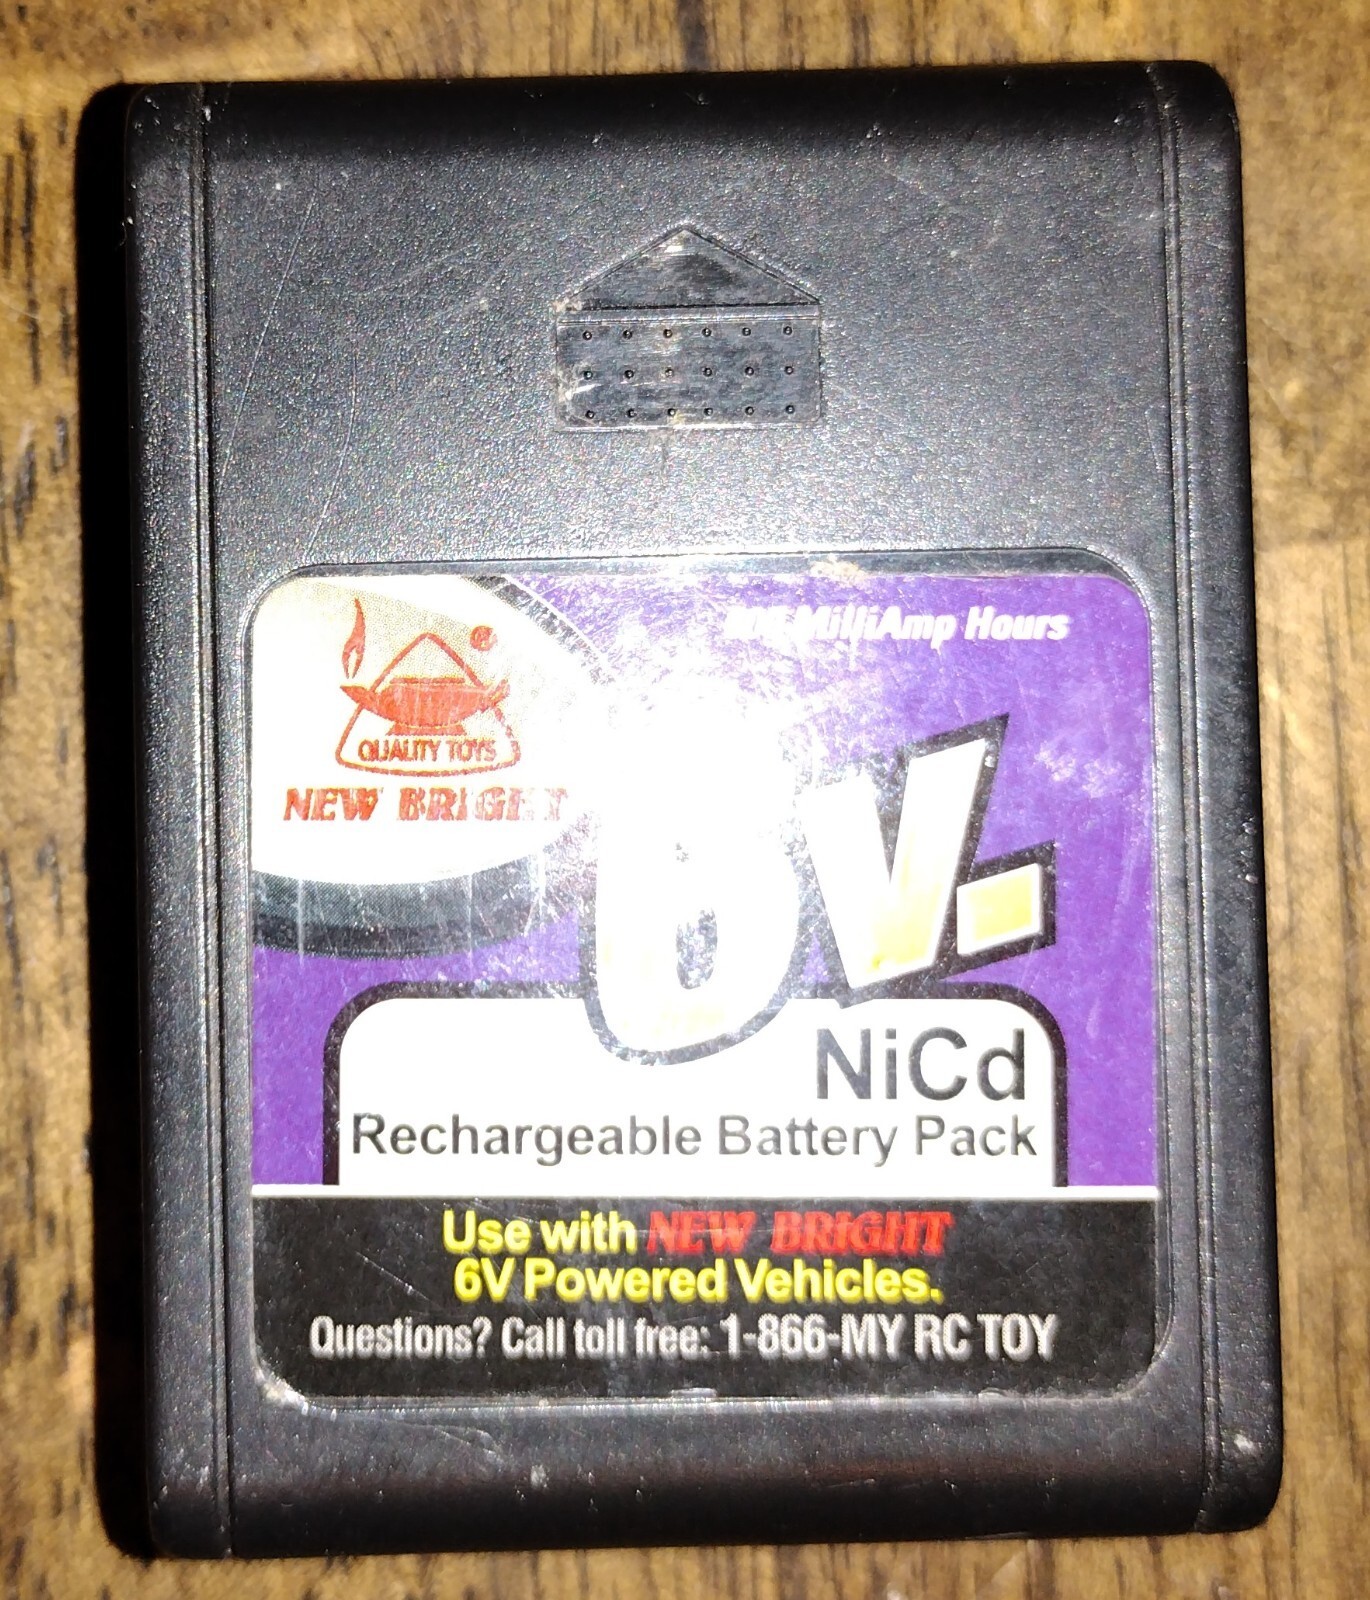 MilliAmp Hours
QUALITY TOYS
NEW BRIGHT
6V.
NiCd
Rechargeable Battery Pack
Use with NEW BRIGHT
6V Powered Vehicles.
Questions? Call toll free: 1-866-MY RC TOY